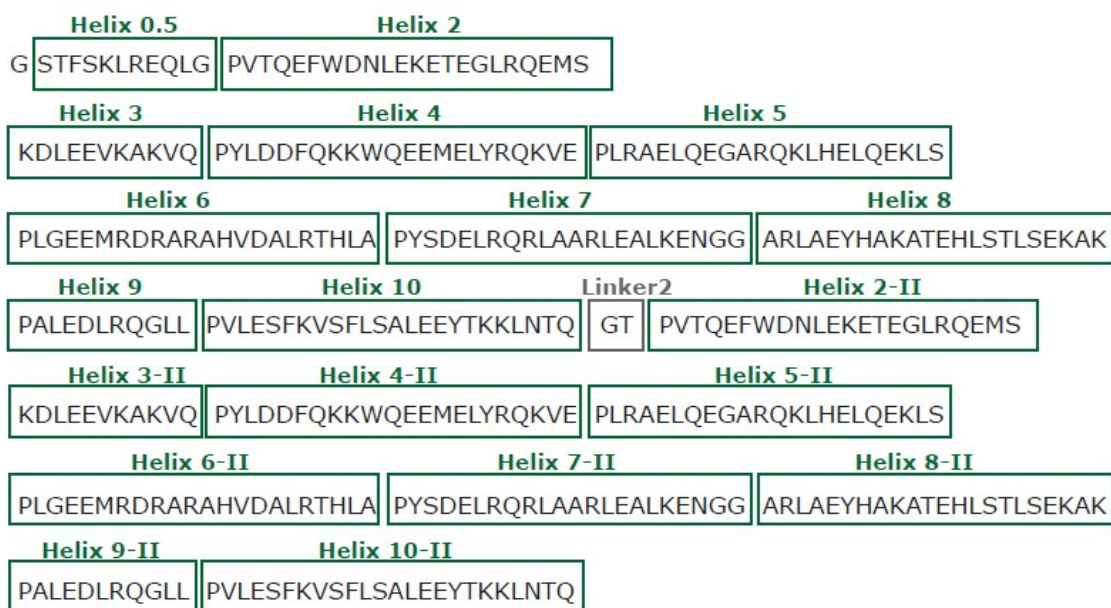 Helix 0.5 Helix 2
G STFSKLREQLG PVTQEFWDNLEKETEGLRQEMS
Helix 3 Helix 4 Helix 5
KDLEEVKAKVQ PYLDDFQKKWQEEMELYRQKVE PLRAELQEGARQKLHELQEKLS
Helix 6 Helix 7 Helix 8
PLGEEMRDRARAHVDALRTHLA PYSDELRQRLAARLEALKENGG ARLAEYHAKATEHLSTLSEKAK
Helix 9 Helix 10 Linker2 Helix 2-II
PALEDLRQGLL PVLESFKVSFLSALEEYTKKLNTQ GT PVTQEFWDNLEKETEGLRQEMS
Helix 3-II Helix 4-II Helix 5-II
KDLEEVKAKVQ PYLDDFQKKWQEEMELYRQKVE PLRAELQEGARQKLHELQEKLS
Helix 6-II Helix 7-II Helix 8-II
PLGEEMRDRARAHVDALRTHLA PYSDELRQRLAARLEALKENGG ARLAEYHAKATEHLSTLSEKAK
Helix 9-II Helix 10-II
PALEDLRQGLL PVLESFKVSFLSALEEYTKKLNTQ